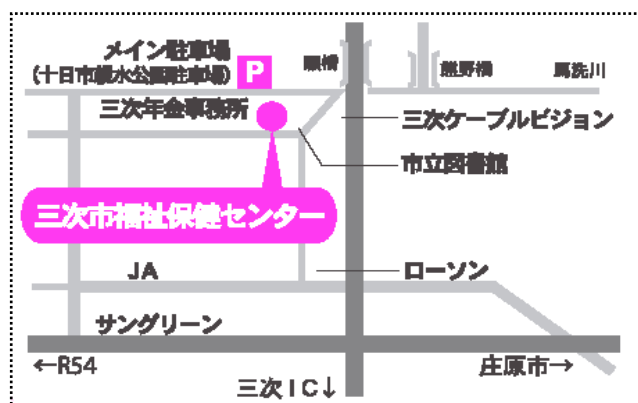 メイン駐車場
(十日市親水公園駐車場)
P
巴橋
熊野橋
馬洗川
三次年金事務所
三次ケーブルビジョン
市立図書館
三次市福祉保健センター
JA
ローソン
サングリーン
←R54
庄原市→
三次IC↓